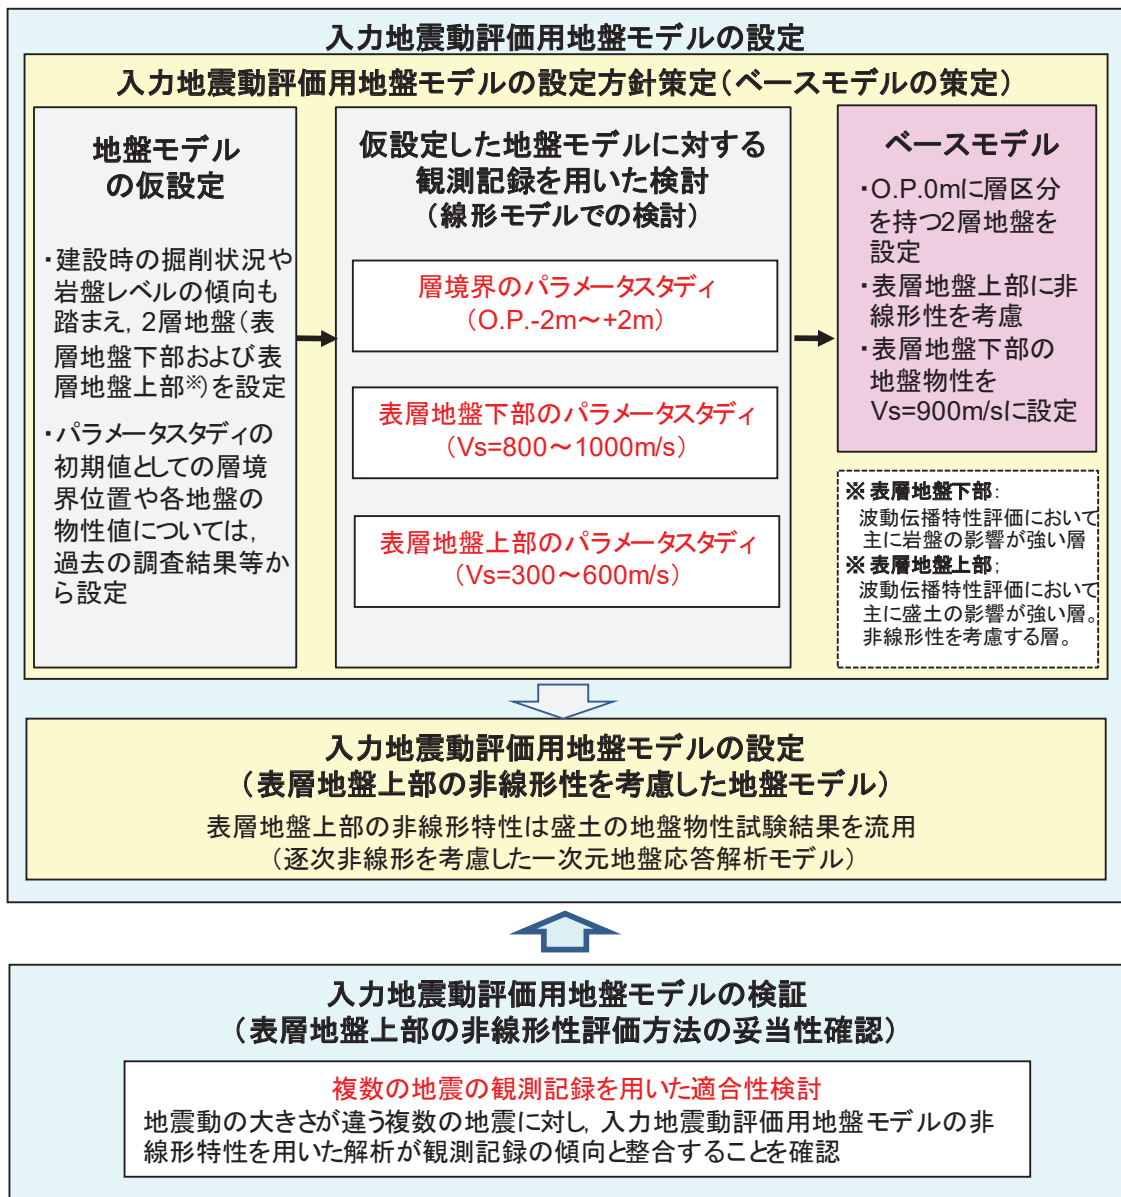 入力地震動評価用地盤モデルの設定
入力地震動評価用地盤モデルの設定方針策定（ベースモデルの策定）
地盤モデル
の仮設定
・建設時の掘削状況や
岩盤レベルの傾向も
踏まえ，2層地盤（表
層地盤下部および表
層地盤上部※）を設定
・パラメータスタディの
初期値としての層境
界位置や各地盤の
物性値については，
過去の調査結果等か
ら設定
仮設定した地盤モデルに対する
観測記録を用いた検討
（線形モデルでの検討）
層境界のパラメータスタディ
（O.P.-2m～+2m）
表層地盤下部のパラメータスタディ
（Vs=800～1000m/s）
表層地盤上部のパラメータスタディ
（Vs=300～600m/s）
ベースモデル
・O.P.0mに層区分
を持つ2層地盤を
設定
・表層地盤上部に非
線形性を考慮
・表層地盤下部の
地盤物性を
Vs=900m/sに設定
※ 表層地盤下部：
波動伝播特性評価において
主に岩盤の影響が強い層
※ 表層地盤上部；
波動伝播特性評価において
主に盛土の影響が強い層。
非線形性を考慮する層。
入力地震動評価用地盤モデルの設定
（表層地盤上部の非線形性を考慮した地盤モデル）
表層地盤上部の非線形特性は盛土の地盤物性試験結果を流用
（逐次非線形を考慮した一次元地盤応答解析モデル）
入力地震動評価用地盤モデルの検証
（表層地盤上部の非線形性評価方法の妥当性確認）
複数の地震の観測記録を用いた適合性検討
地震動の大きさが違う複数の地震に対し，入力地震動評価用地盤モデルの非
線形特性を用いた解析が観測記録の傾向と整合することを確認